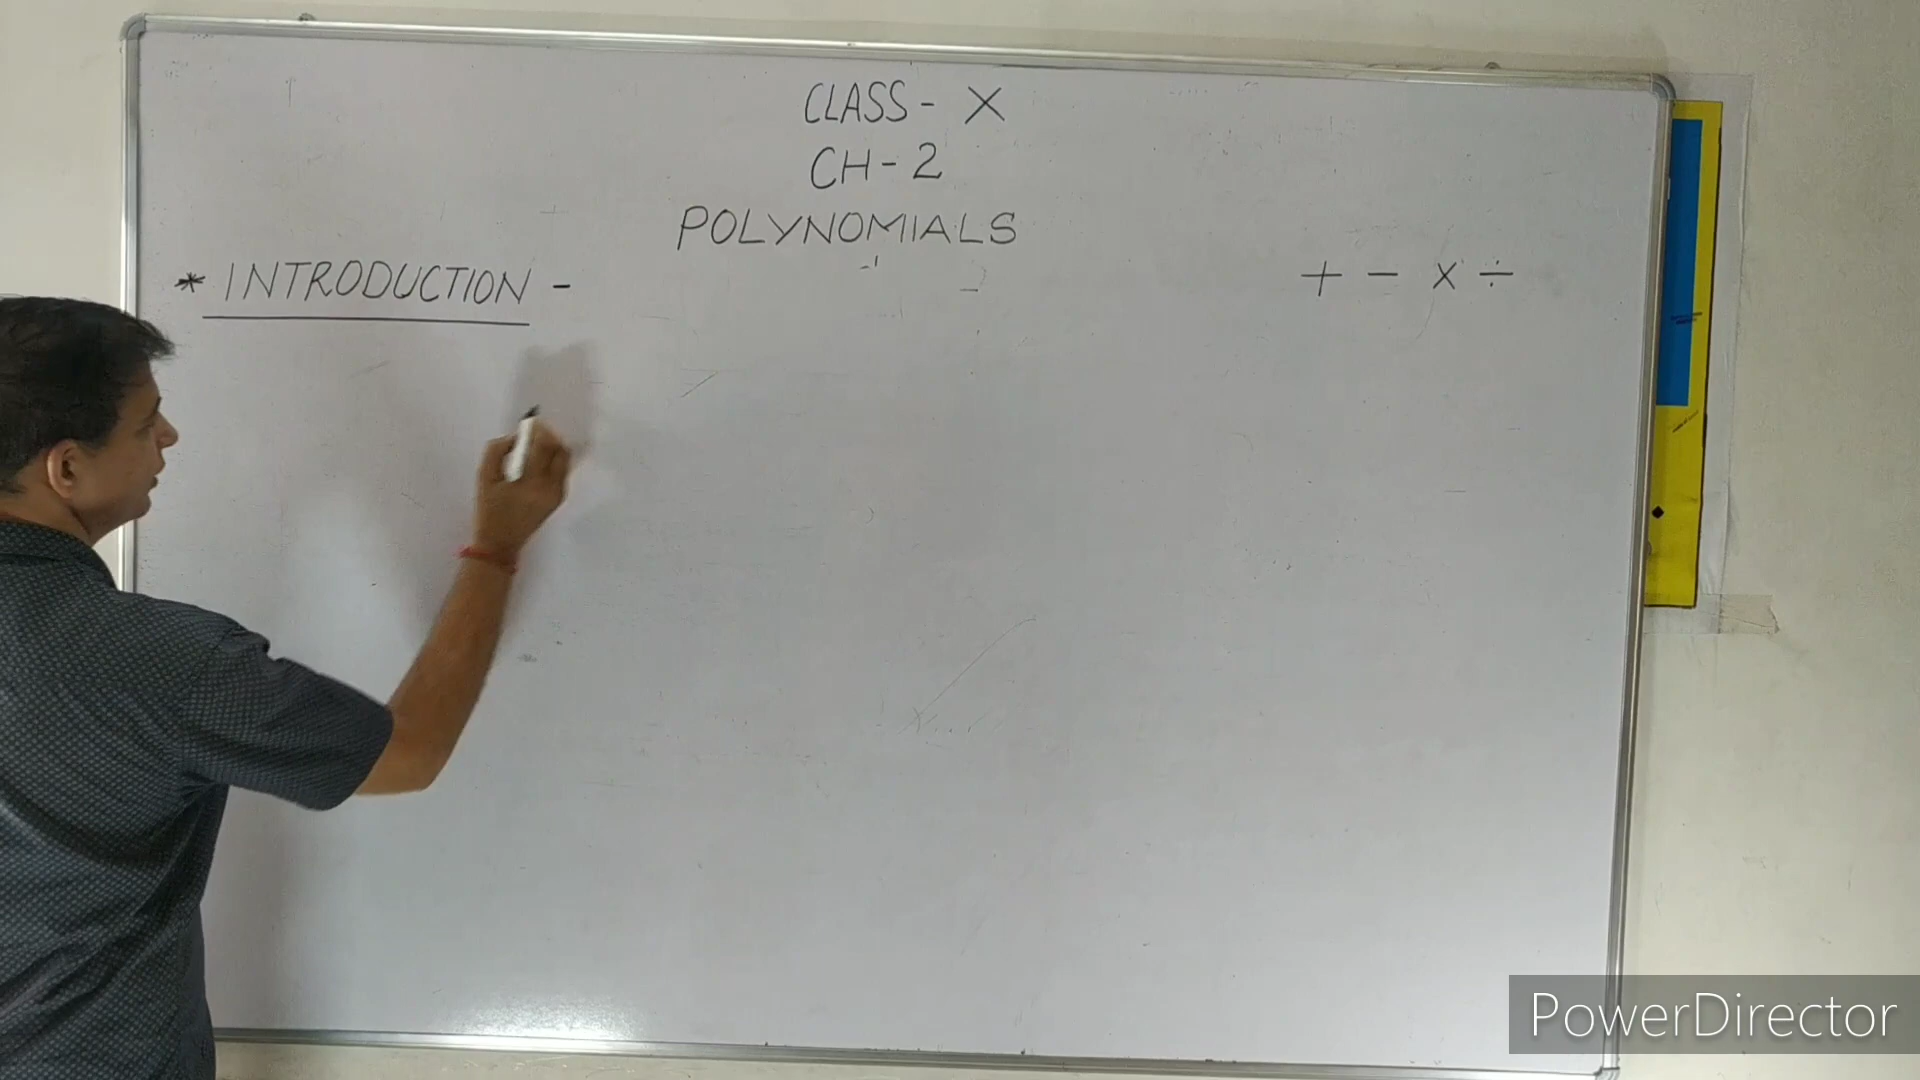 CLASS - X
CH - 2
POLYNOMIALS
* INTRODUCTION -
+ - × ÷
PowerDirector